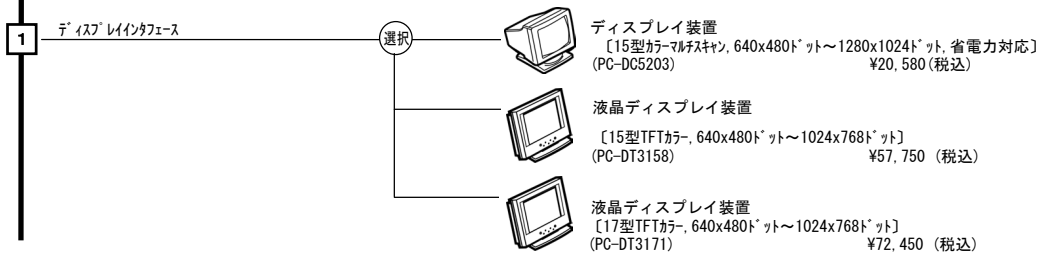 1
ﾃﾞｨｽﾌﾟﾚｲｲﾝﾀﾌｪｰｽ
選択
ディスプレイ装置
〔15型ｶﾗｰﾏﾙﾁｽｷｬﾝ, 640x480ﾄﾞｯﾄ～1280x1024ﾄﾞｯﾄ, 省電力対応〕
(PC-DC5203) ¥20,580(税込)
液晶ディスプレイ装置
〔15型TFTｶﾗｰ, 640x480ﾄﾞｯﾄ～1024x768ﾄﾞｯﾄ〕
(PC-DT3158) ¥57,750 (税込)
液晶ディスプレイ装置
〔17型TFTｶﾗｰ, 640x480ﾄﾞｯﾄ～1024x768ﾄﾞｯﾄ〕
(PC-DT3171) ¥72,450 (税込)